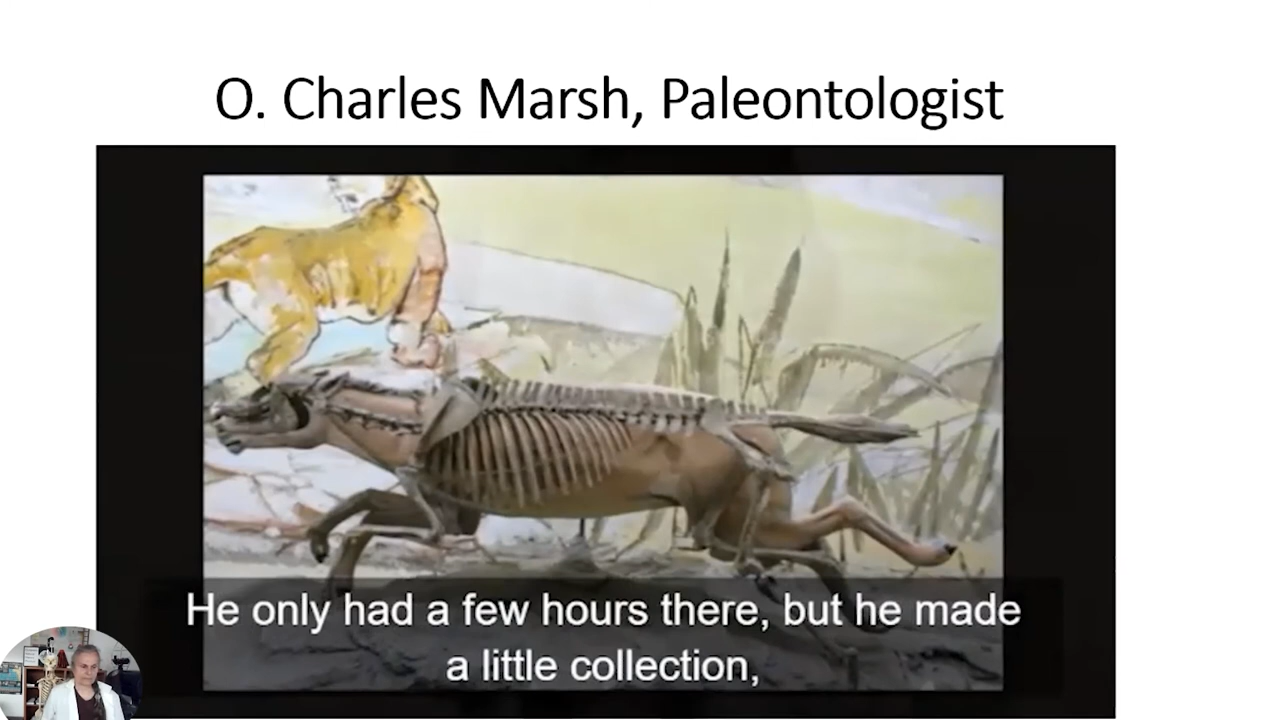 O. Charles Marsh, Paleontologist
He only had a few hours there, but he made
a little collection,